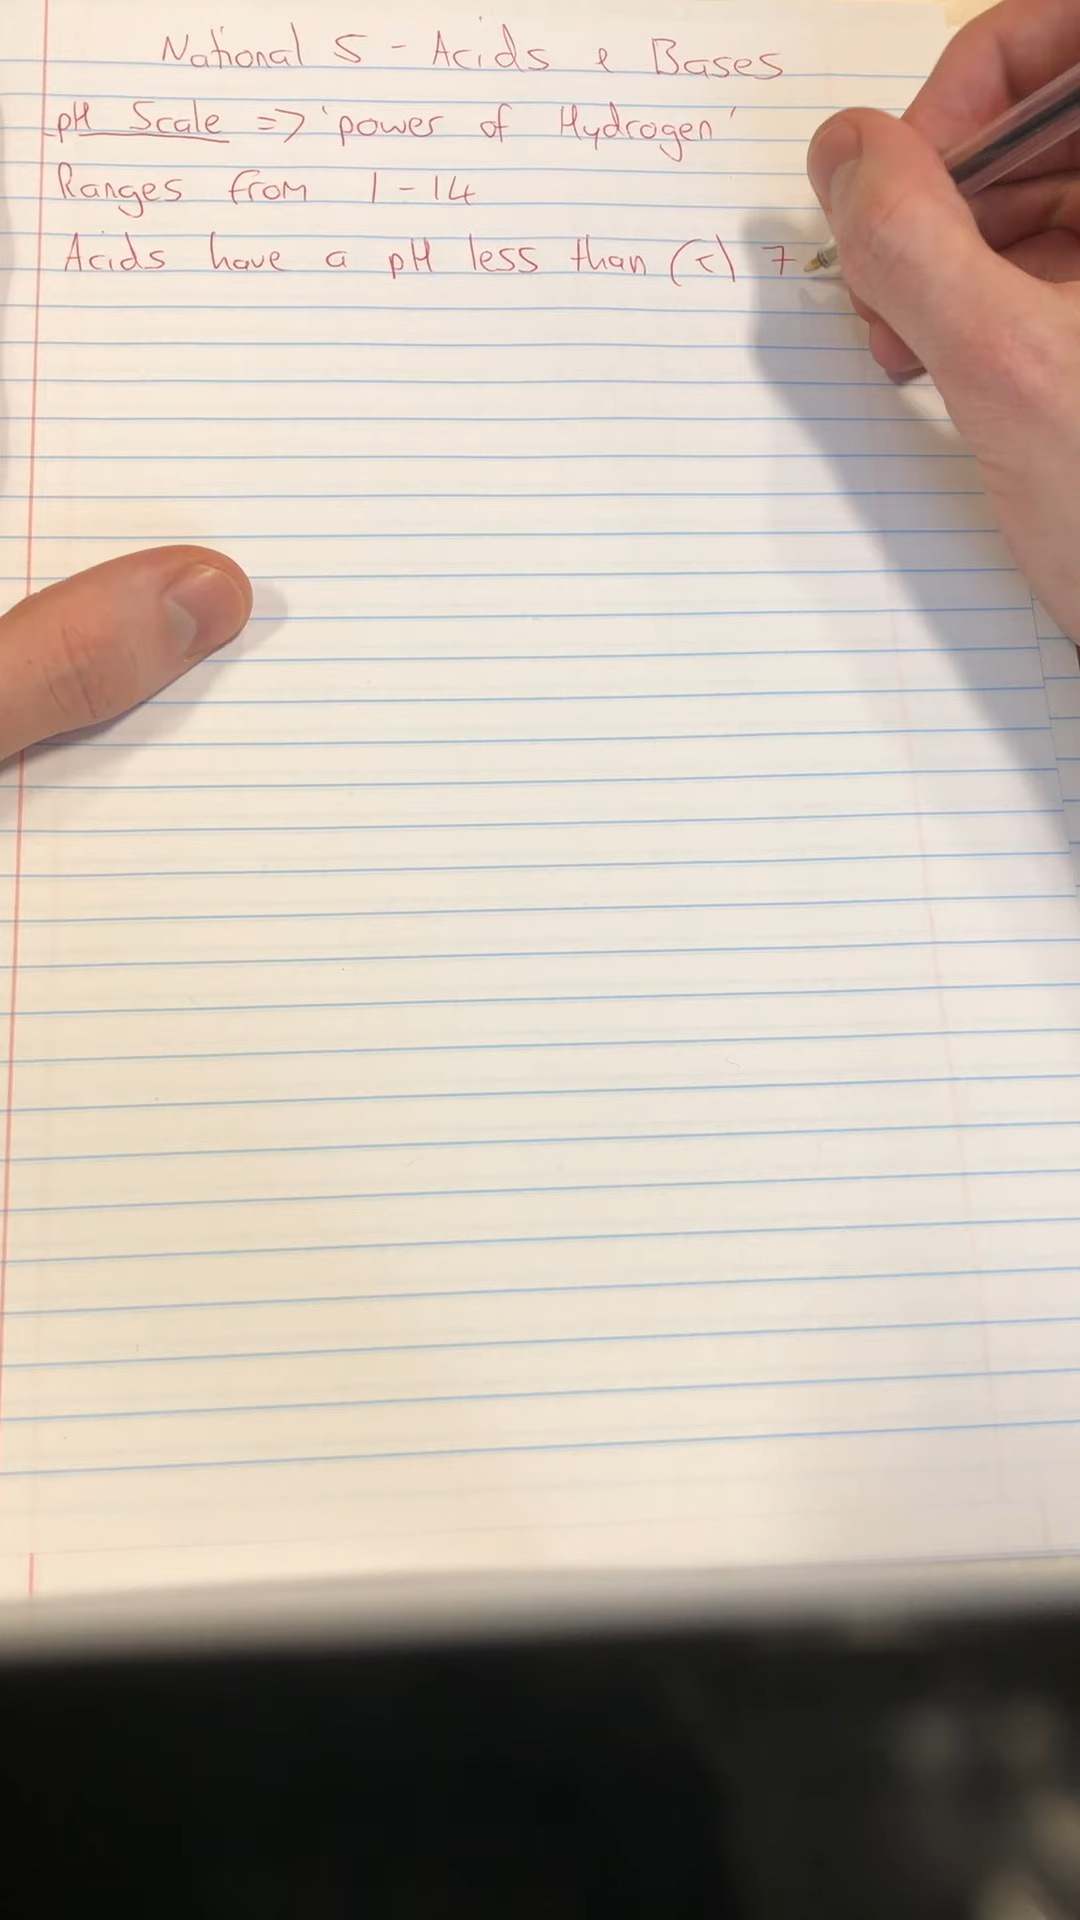 National 5 - Acids & Bases
pH Scale => 'power of Hydrogen'
Ranges from 1-14
Acids have a pH less than (<) 7.